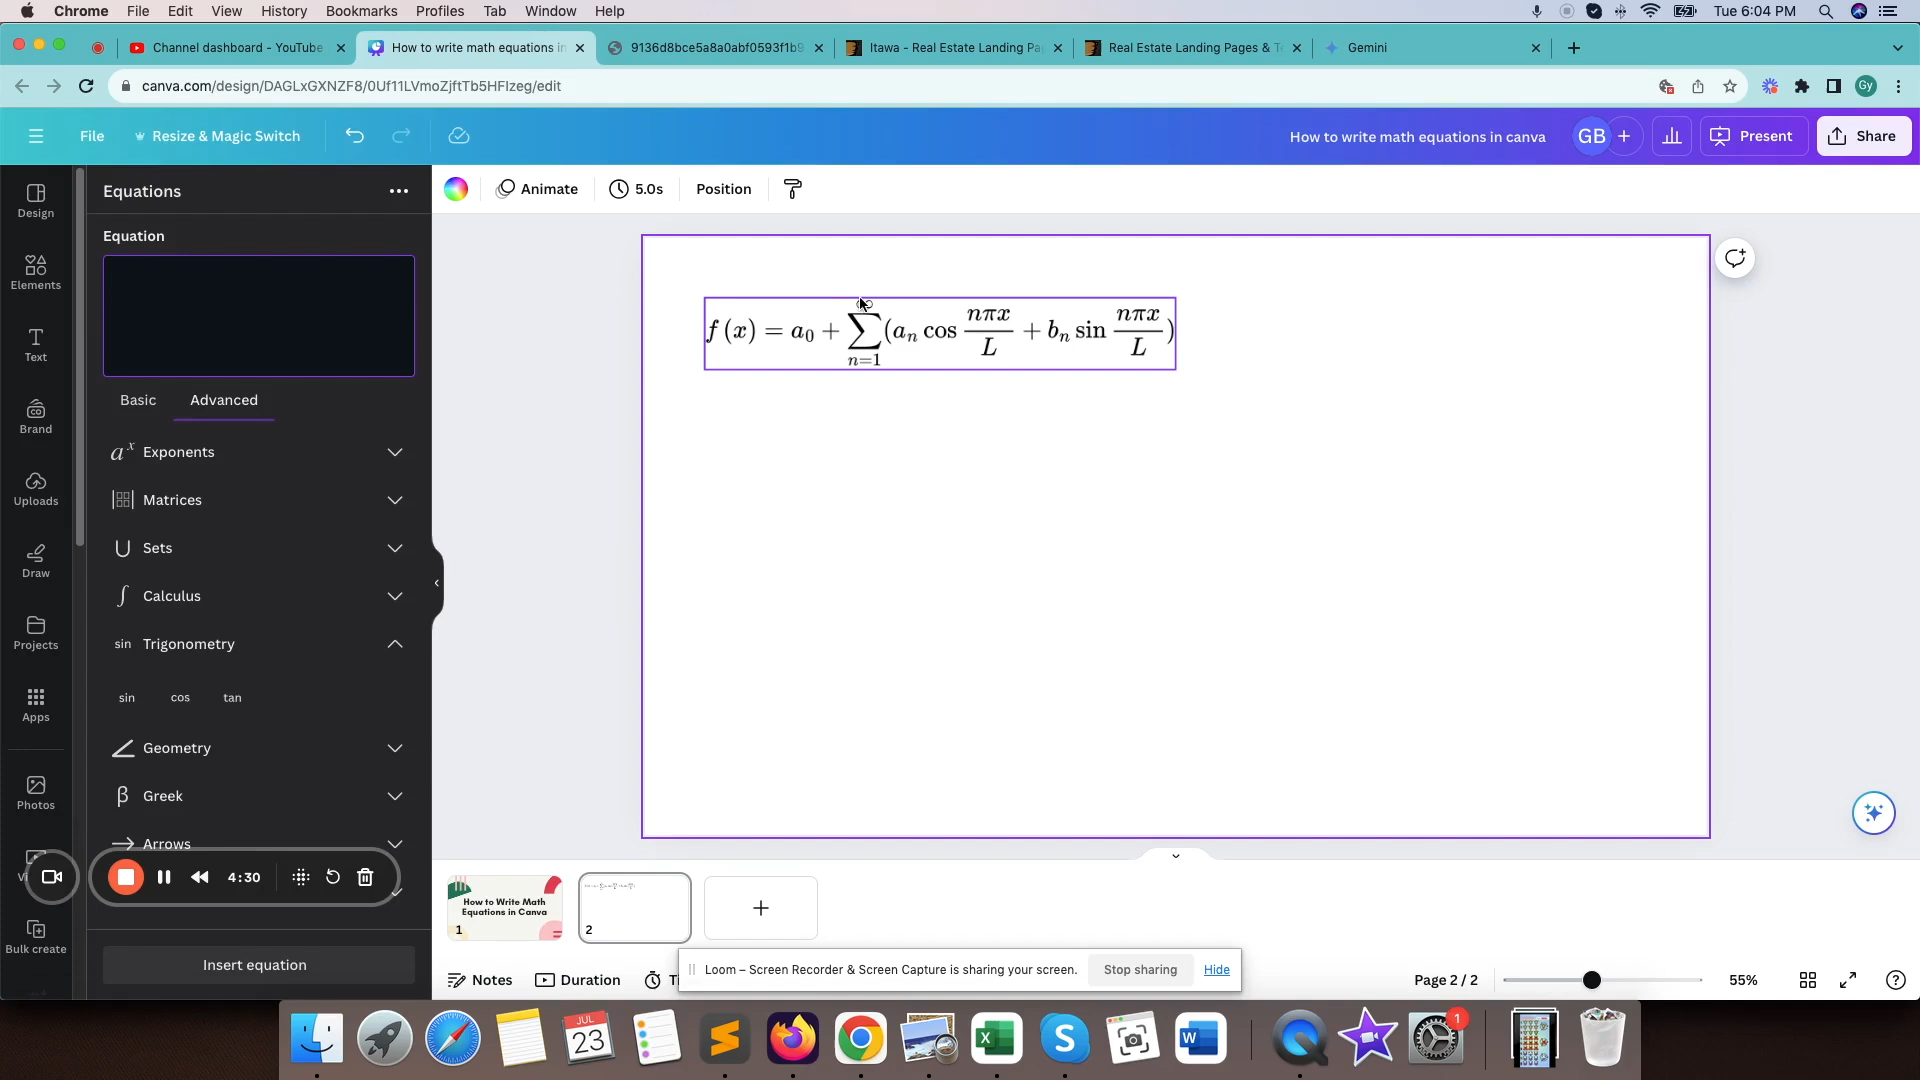 Chrome File Edit View History Bookmarks Profiles Tab Window Help Tue 6:04 PM
Channel dashboard - YouTube How to write math equations in 9136d8bce5a8a0abf0593f1b9 Itawa - Real Estate Landing Pa Real Estate Landing Pages & T Gemini
canva.com/design/DAGLxGXNZF8/0Uf11LVmoZjftTb5HFIzeg/edit Gy
File Resize & Magic Switch How to write math equations in canva GB + Present Share
Equations Animate 5.0s Position
Design
Elements
Text
Brand
Uploads
Draw
Projects
Apps
Photos
Bulk create
Equation
Basic Advanced
aˣ Exponents
Matrices
∪ Sets
∫ Calculus
sin Trigonometry
sin cos tan
Geometry
β Greek
→ Arrows
4:30
Insert equation
f (x) = a₀ + ∑ n=1 (aₙ cos nπx/L + bₙ sin nπx/L)
How to Write Math
Equations in Canva
1
2
Notes Duration Page 2 / 2 55%
Loom – Screen Recorder & Screen Capture is sharing your screen. Stop sharing Hide
JUL
23
X S W 1